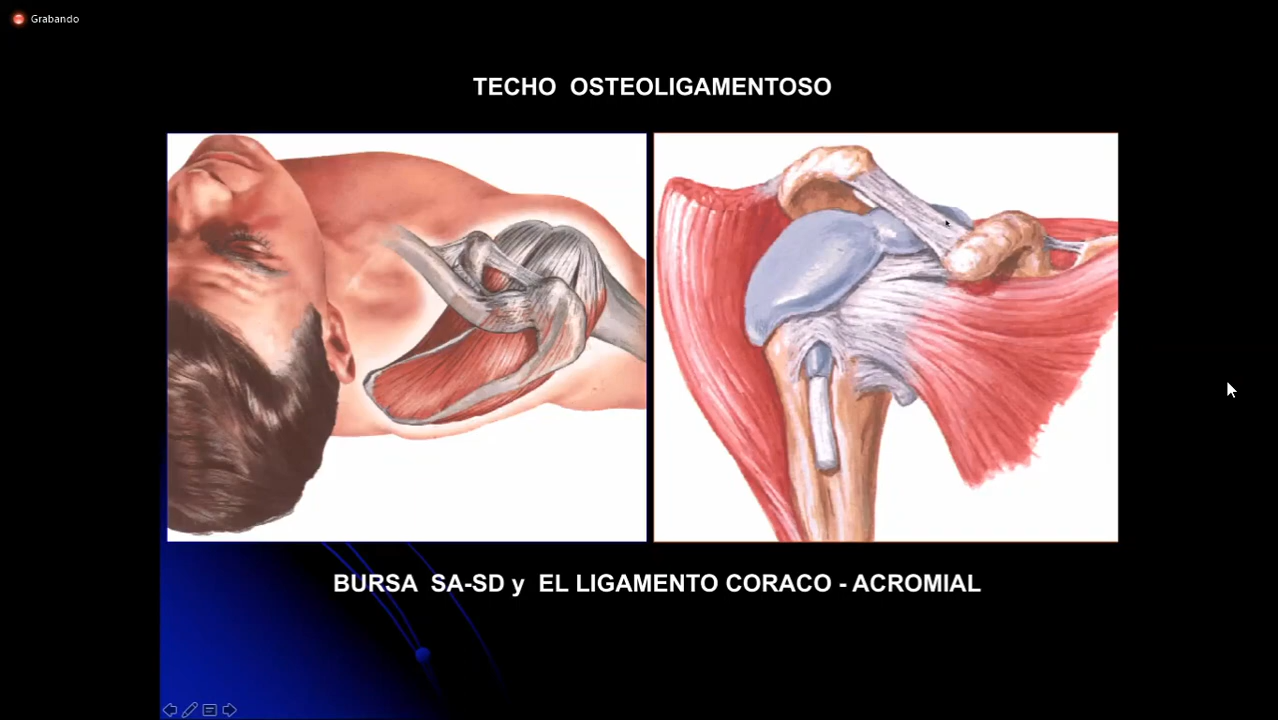 Grabando
TECHO OSTEOLIGAMENTOSO
BURSA SA-SD y EL LIGAMENTO CORACO - ACROMIAL